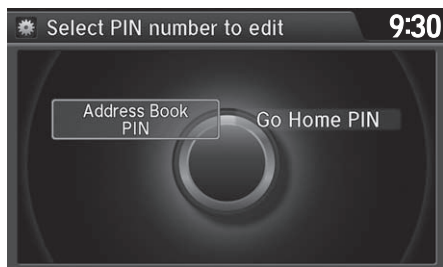 Select PIN number to edit
9:30
Address Book
PIN
Go Home PIN